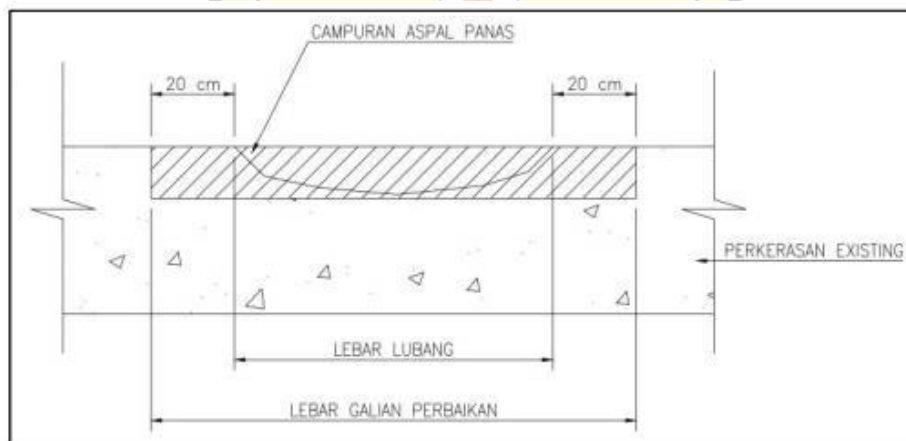 CAMPURAN ASPAL PANAS
20 cm
20 cm
PERKERASAN EXISTING
LEBAR LUBANG
LEBAR GALIAN PERBAIKAN